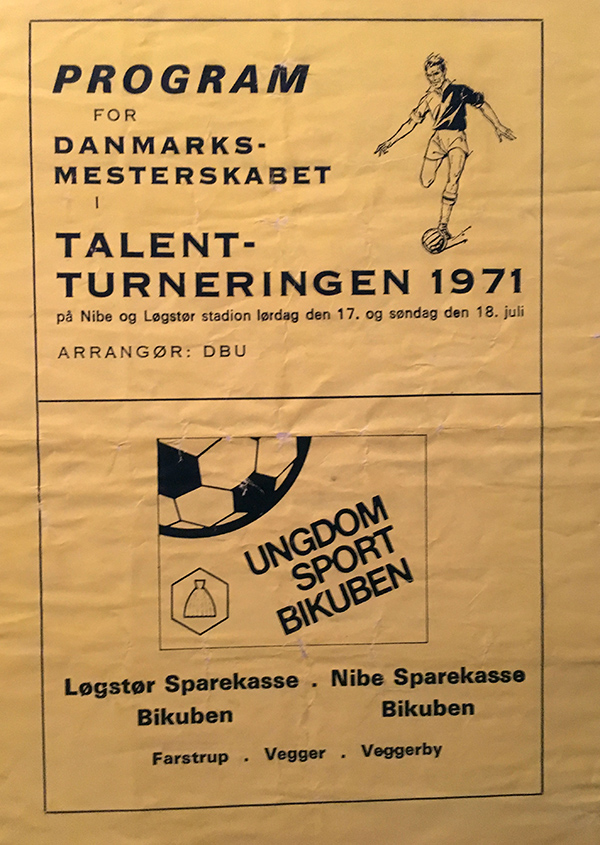 PROGRAM
FOR
DANMARKS-
MESTERSKABET
I
TALENT-
TURNERINGEN 1971
på Nibe og Løgstør stadion lørdag den 17. og søndag den 18. juli
ARRANGØR: DBU
UNGDOM
SPORT
BIKUBEN
Løgstør Sparekasse . Nibe Sparekasse
Bikuben Bikuben
Farstrup . Vegger . Veggerby